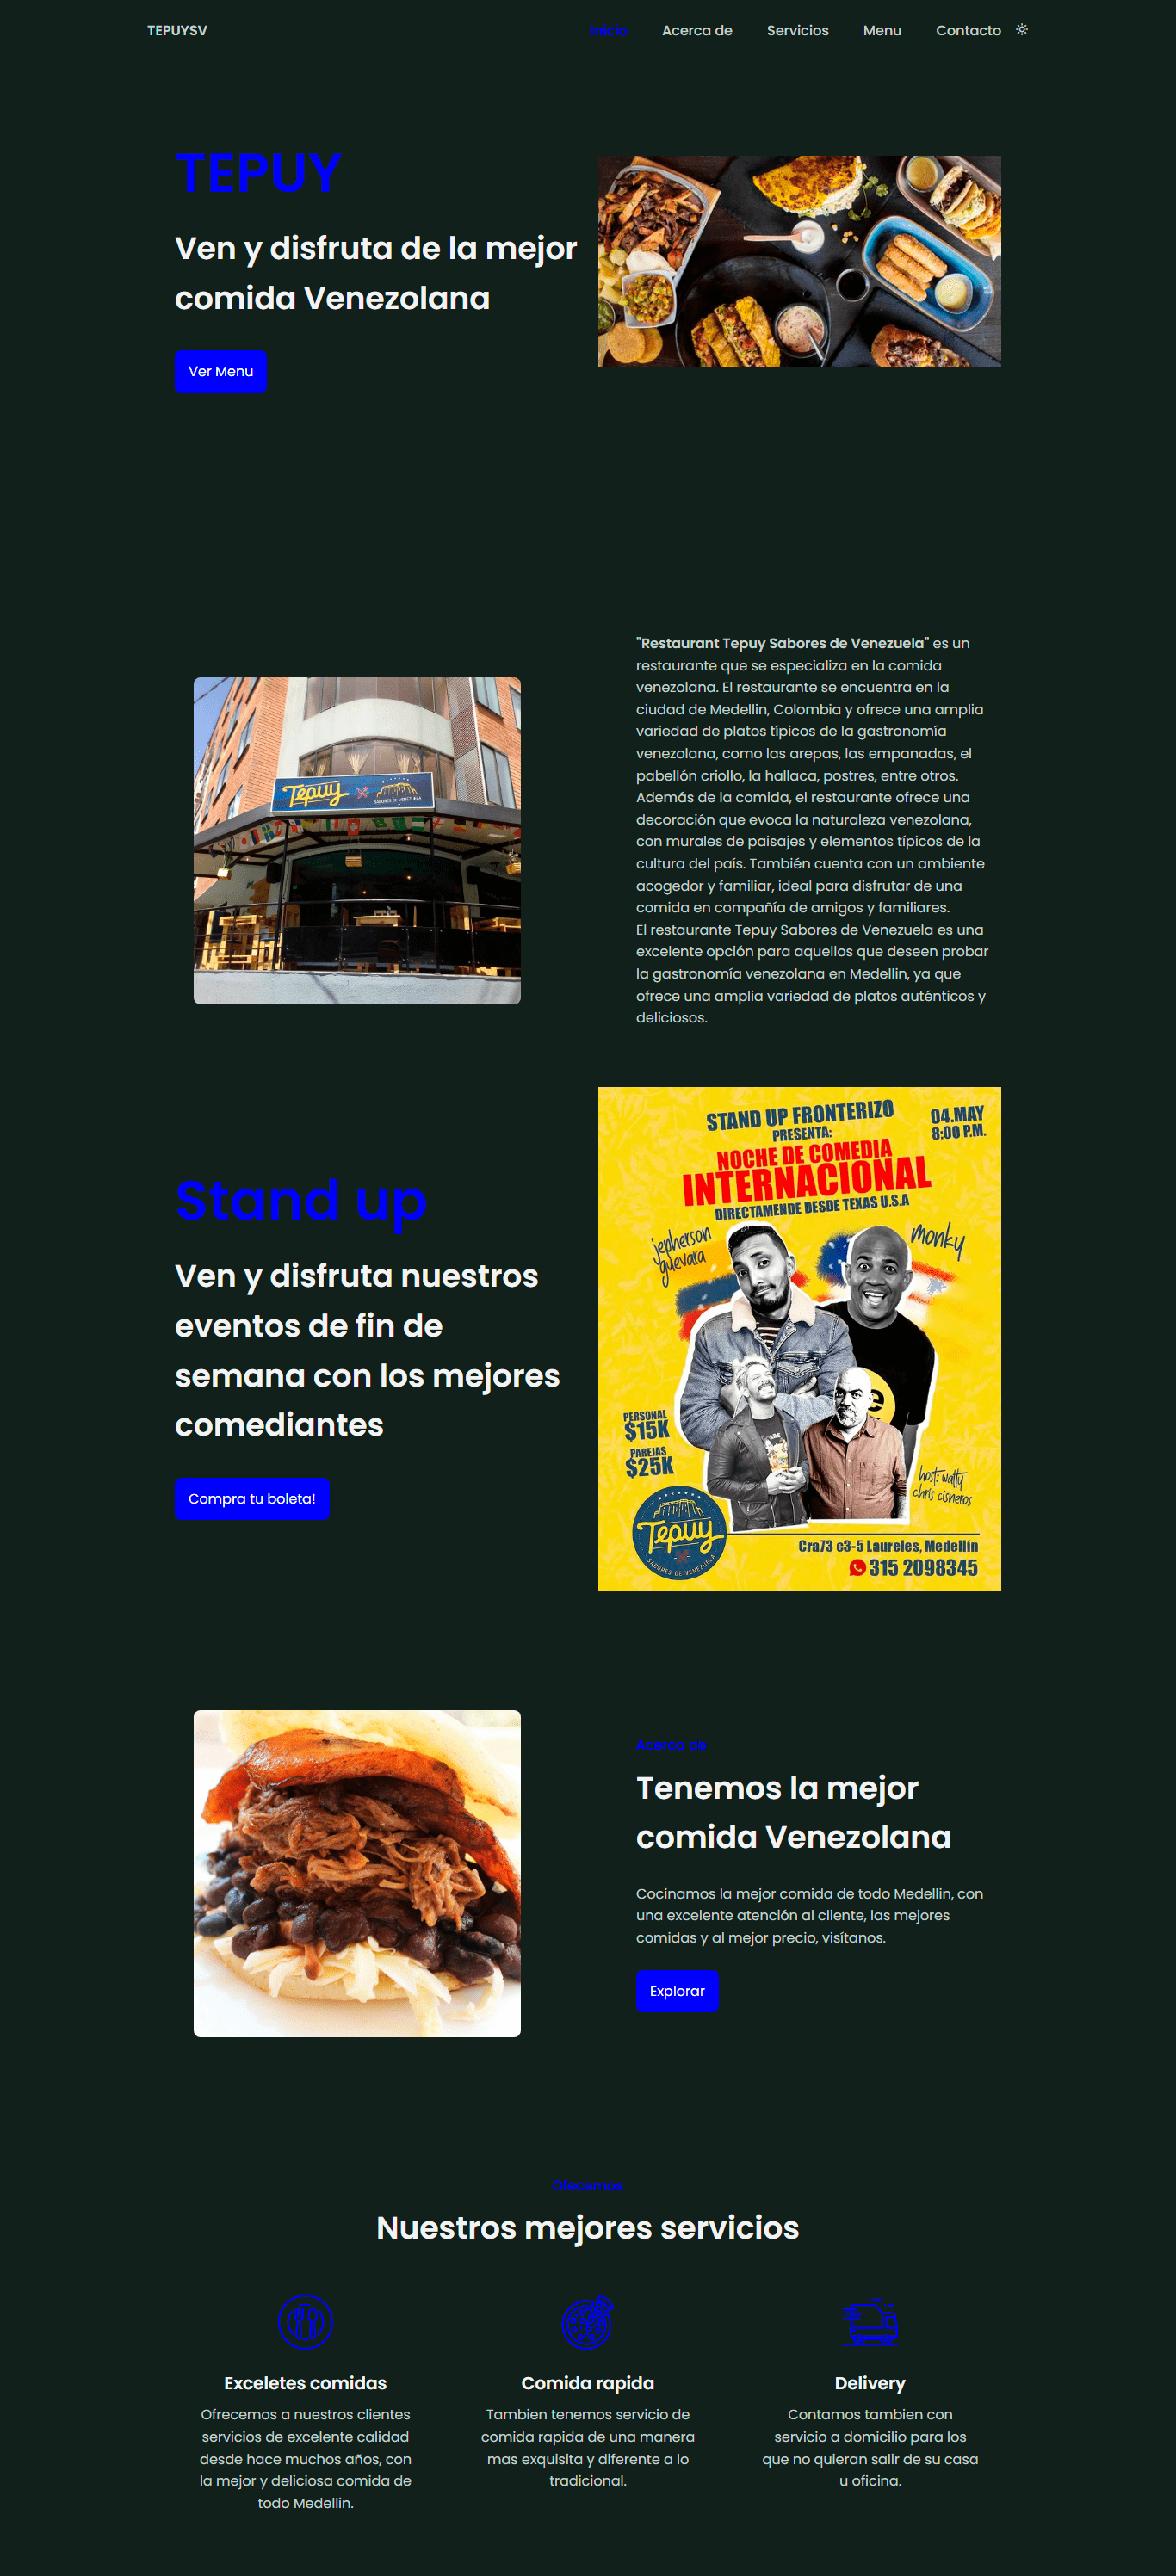 TEPUYSV
Inicio
Acerca de
Servicios
Menu
Contacto
TEPUY
Ven y disfruta de la mejor
comida Venezolana
Ver Menu
"Restaurant Tepuy Sabores de Venezuela" es un
restaurante que se especializa en la comida
venezolana. El restaurante se encuentra en la
ciudad de Medellin, Colombia y ofrece una amplia
variedad de platos típicos de la gastronomía
venezolana, como las arepas, las empanadas, el
pabellón criollo, la hallaca, postres, entre otros.
Además de la comida, el restaurante ofrece una
decoración que evoca la naturaleza venezolana,
con murales de paisajes y elementos típicos de la
cultura del país. También cuenta con un ambiente
acogedor y familiar, ideal para disfrutar de una
comida en compañía de amigos y familiares.
El restaurante Tepuy Sabores de Venezuela es una
excelente opción para aquellos que deseen probar
la gastronomía venezolana en Medellin, ya que
ofrece una amplia variedad de platos auténticos y
deliciosos.
Tepuy
SABORES DE VENEZUELA
Stand up
Ven y disfruta nuestros
eventos de fin de
semana con los mejores
comediantes
Compra tu boleta!
STAND UP FRONTERIZO
PRESENTA:
04.MAY
8:00 P.M.
NOCHE DE COMEDIA
INTERNACIONAL
DIRECTAMENDE DESDE TEXAS U.S.A
jepherson
guevara
monky
PERSONAL
$15K
PAREJAS
$25K
host: watty
chris cisneros
Tepuy
SABORES DE VENEZUELA
Cra73 c3-5 Laureles, Medellín
315 2098345
Acerca de
Tenemos la mejor
comida Venezolana
Cocinamos la mejor comida de todo Medellin, con
una excelente atención al cliente, las mejores
comidas y al mejor precio, visítanos.
Explorar
Ofecemos
Nuestros mejores servicios
Exceletes comidas
Ofrecemos a nuestros clientes
servicios de excelente calidad
desde hace muchos años, con
la mejor y deliciosa comida de
todo Medellin.
Comida rapida
Tambien tenemos servicio de
comida rapida de una manera
mas exquisita y diferente a lo
tradicional.
Delivery
Contamos tambien con
servicio a domicilio para los
que no quieran salir de su casa
u oficina.